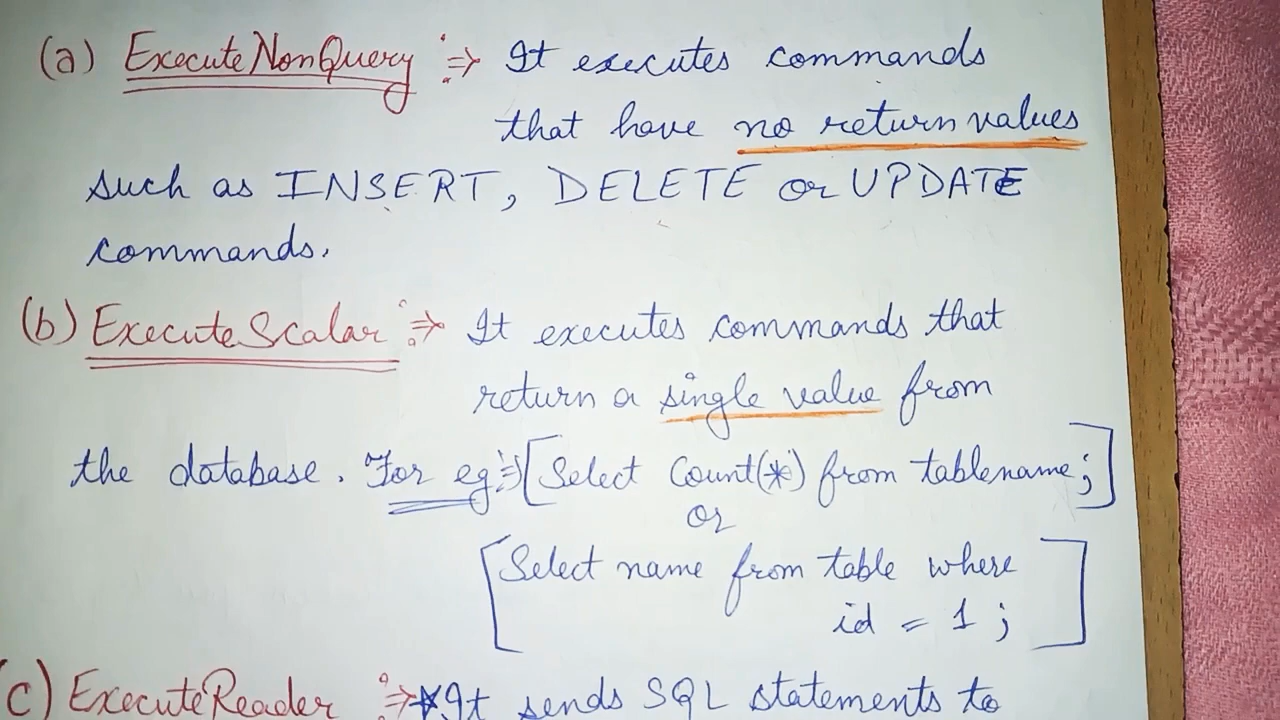 (a) ExecuteNonQuery :⇒ It executes commands
that have no return values
such as INSERT, DELETE or UPDATE
commands.
(b) ExecuteScalar :⇒ It executes commands that
return a single value from
the database. For eg:⇒ [Select Count(*) from tablename;]
or
[Select name from table where
id = 1 ;]
(c) ExecuteReader :⇒ *It sends SQL statements to